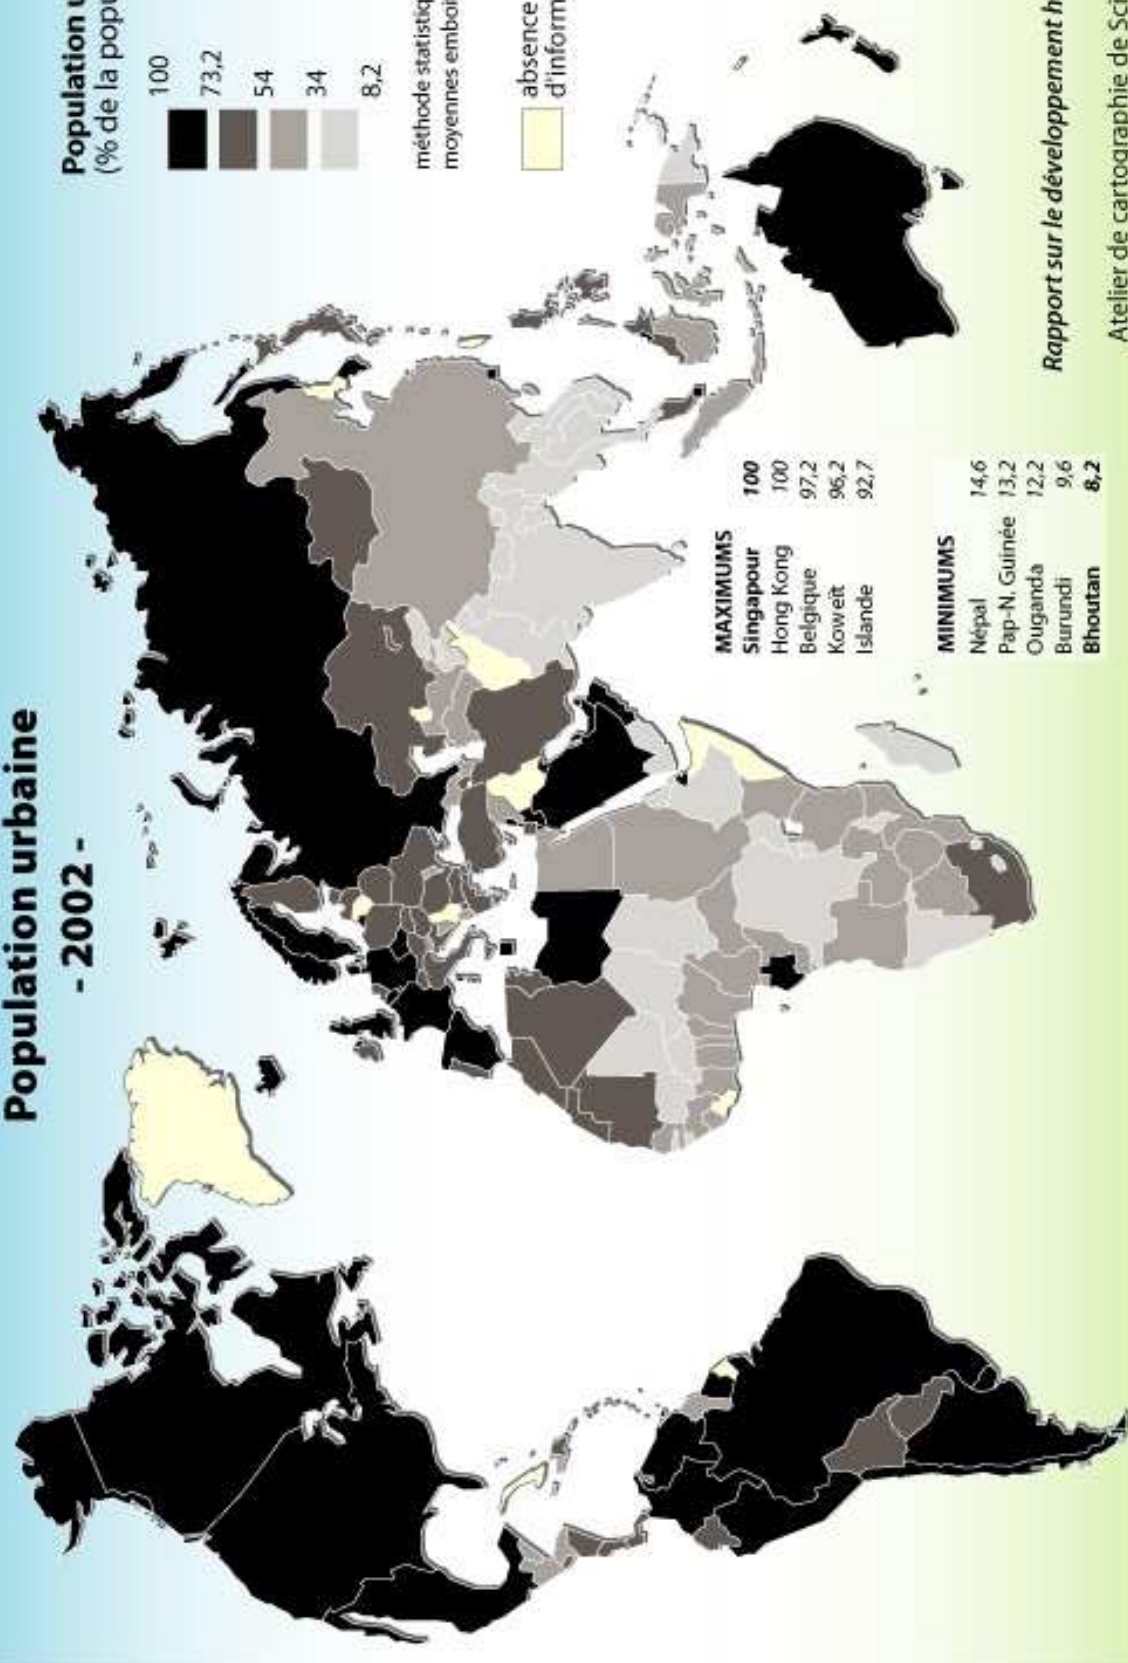 Population urbaine
- 2002 -
Population u
(% de la popu
100
73,2
54
34
8,2
méthode statistiq
moyennes emboi
absence
d'inform
MAXIMUMS
Singapour 100
Hong Kong 100
Belgique 97,2
Koweït 96,2
Islande 92,7
MINIMUMS
Népal 14,6
Pap-N. Guinée 13,2
Ouganda 12,2
Burundi 9,6
Bhoutan 8,2
Rapport sur le développement h
Atelier de cartographie de Sci